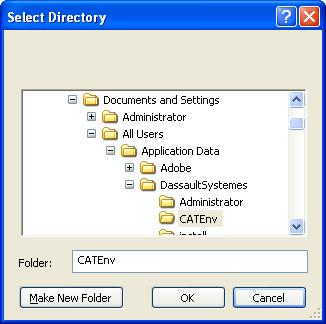 Select Directory
Documents and Settings
Administrator
All Users
Application Data
Adobe
DassaultSystemes
Administrator
CATEnv
install
Folder:
CATEnv
Make New Folder
OK
Cancel